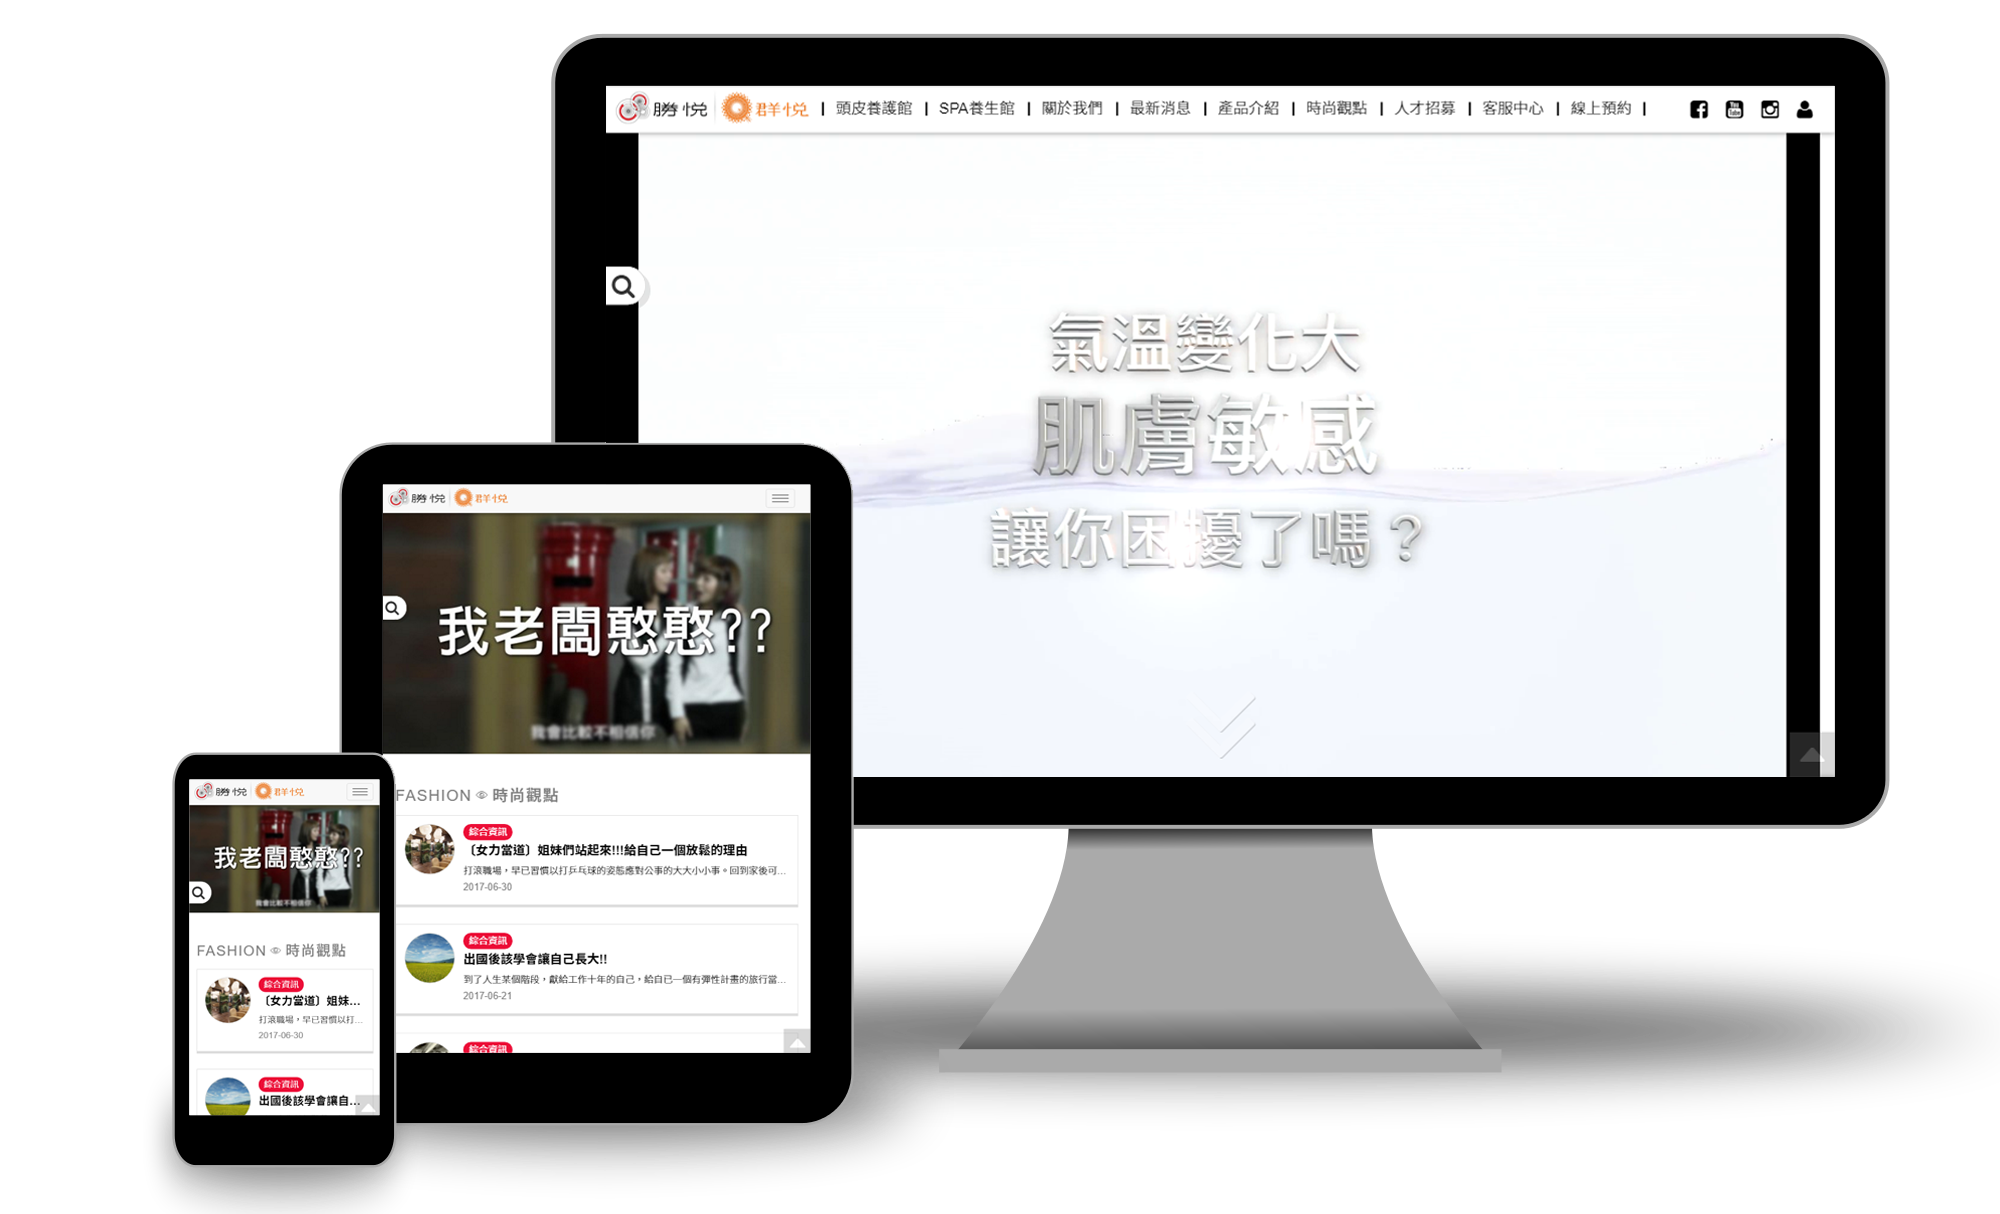 勝悅 群悅 | 頭皮養護館 | SPA養生館 | 關於我們 | 最新消息 | 產品介紹 | 時尚觀點 | 人才招募 | 客服中心 | 線上預約 |
氣溫變化大
肌膚敏感
讓你困擾了嗎？
勝悅 群悅
我老闆憨憨??
我會比較不相信你
FASHION 時尚觀點
綜合資訊
〔女力當道〕姐妹們站起來!!!給自己一個放鬆的理由
打滾職場，早已習慣以打乒乓球的姿態應對公事的大大小小事。回到家後可...
2017-06-30
綜合資訊
出國後該學會讓自己長大!!
到了人生某個階段，獻給工作十年的自己，給自已一個有彈性計畫的旅行當...
2017-06-21
綜合資訊
勝悅 群悅
我老闆憨憨??
我會比較不相信你
FASHION 時尚觀點
綜合資訊
〔女力當道〕姐妹...
打滾職場，早已習慣以打...
2017-06-30
綜合資訊
出國後該學會讓自...